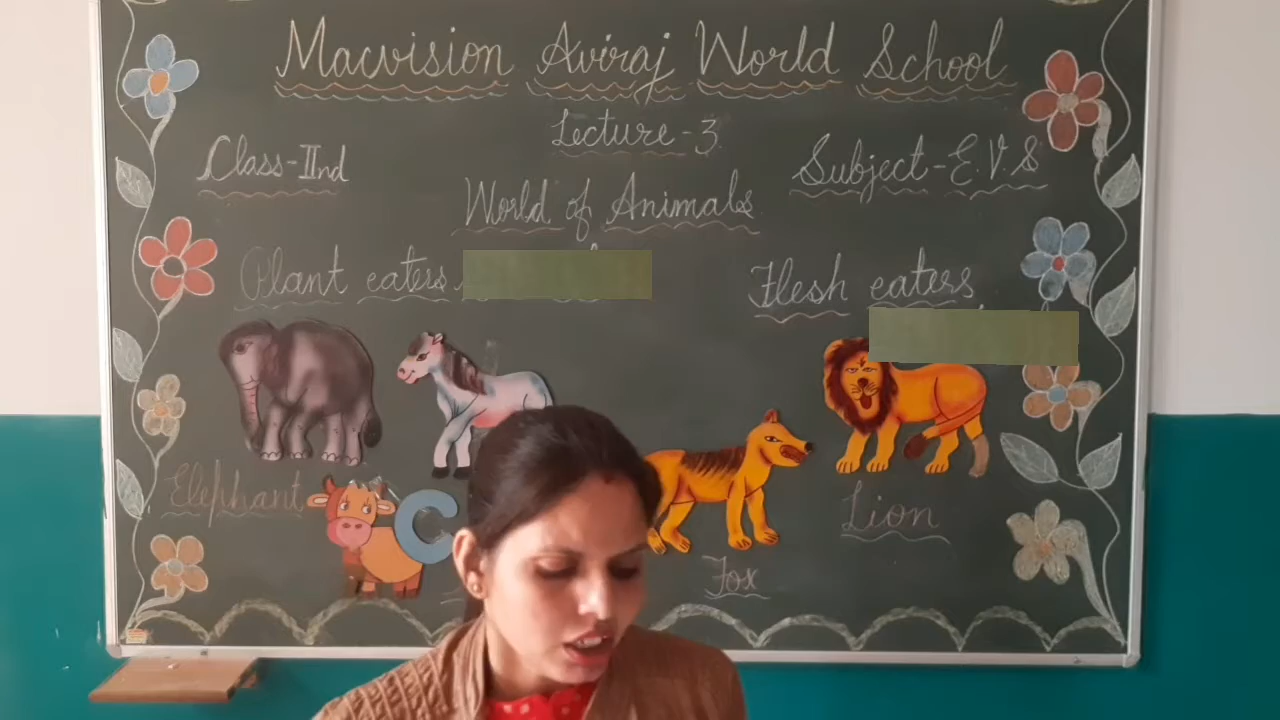 Macvision Aviraj World School
Lecture-3
Class-IInd
Subject-E.V.S
World of Animals
Plant eaters
Flesh eaters
Elephant
C
Lion
Fox